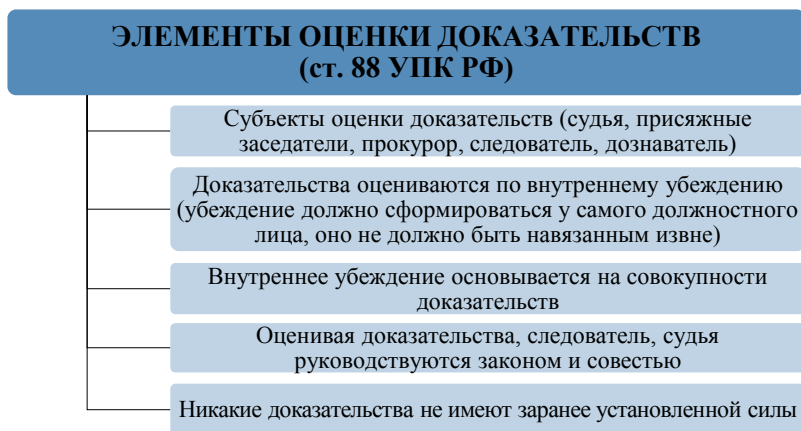 ЭЛЕМЕНТЫ ОЦЕНКИ ДОКАЗАТЕЛЬСТВ
(ст. 88 УПК РФ)
Субъекты оценки доказательств (судья, присяжные
заседатели, прокурор, следователь, дознаватель)
Доказательства оцениваются по внутреннему убеждению
(убеждение должно сформироваться у самого должностного
лица, оно не должно быть навязанным извне)
Внутреннее убеждение основывается на совокупности
доказательств
Оценивая доказательства, следователь, судья
руководствуются законом и совестью
Никакие доказательства не имеют заранее установленной силы